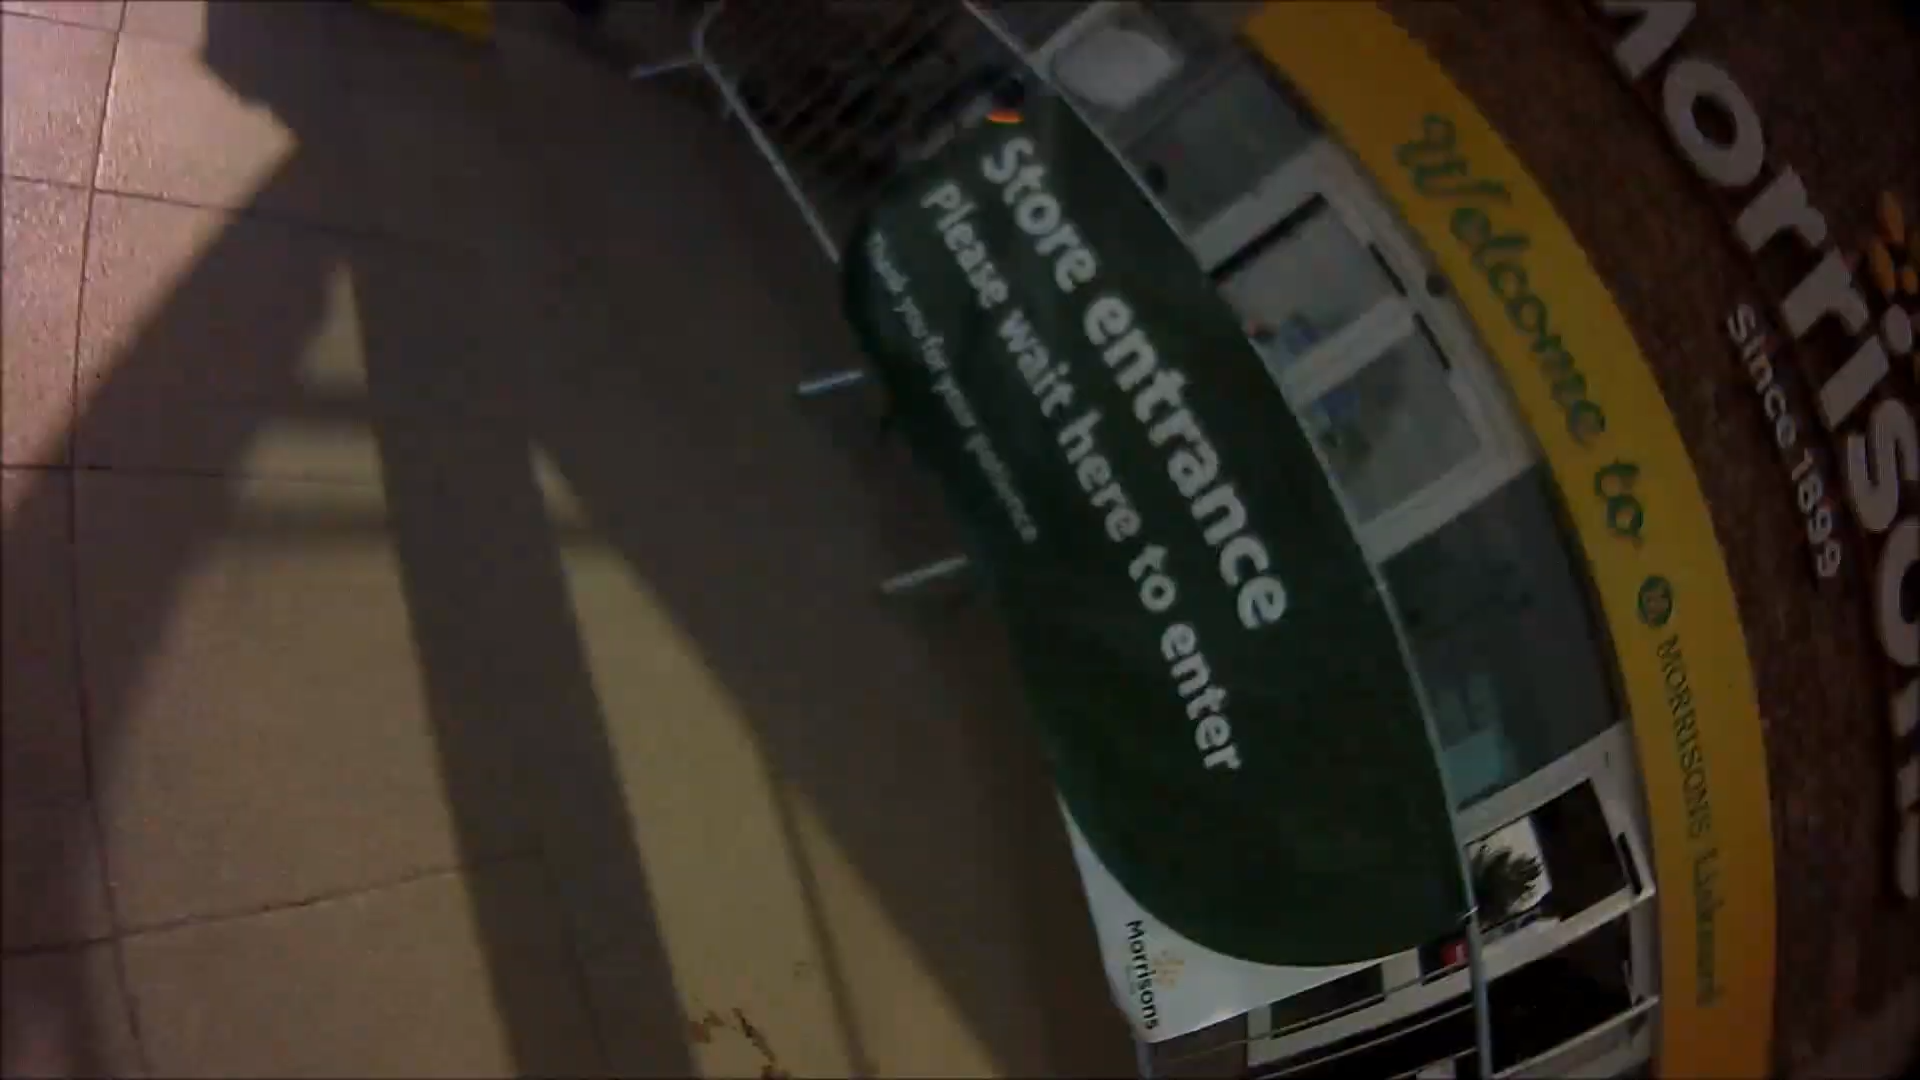 Morrisons
Since 1899
Welcome to
MORRISONS
Store entrance
Please wait here to enter
Thank you for your patience
Morrisons